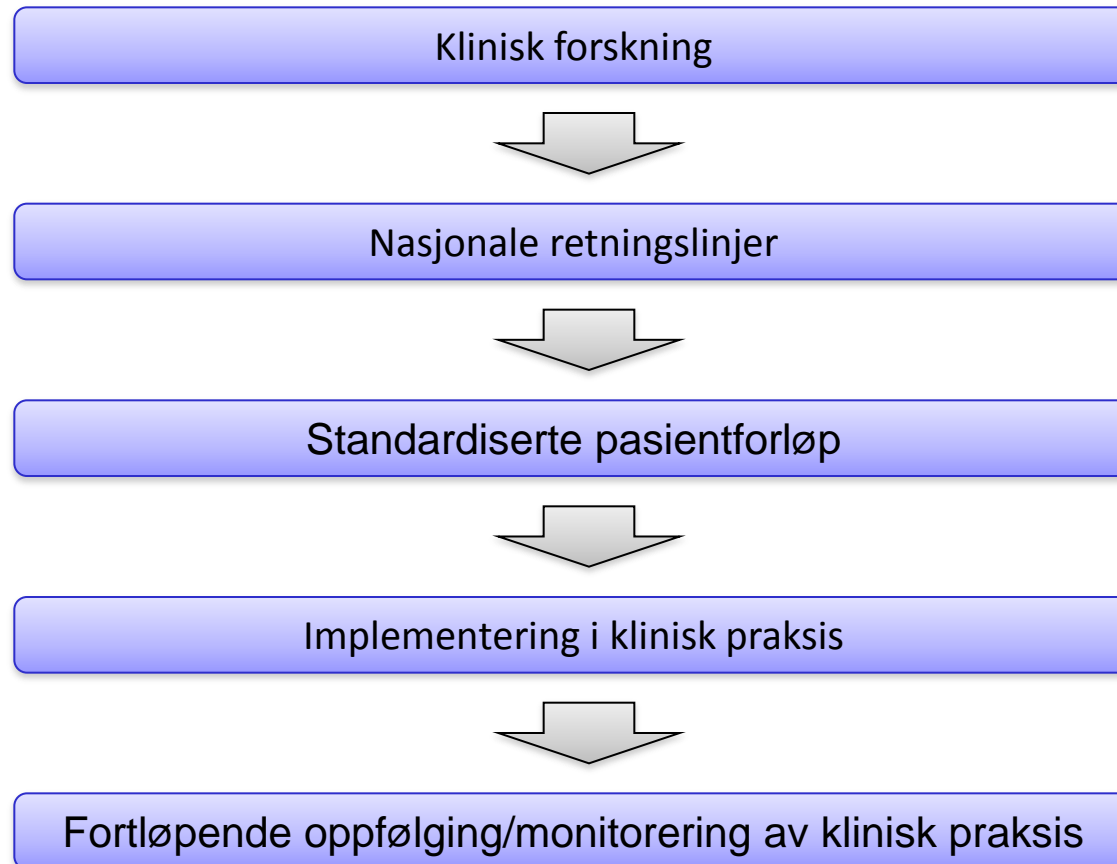 Klinisk forskning
Nasjonale retningslinjer
Standardiserte pasientforløp
Implementering i klinisk praksis
Fortløpende oppfølging/monitorering av klinisk praksis